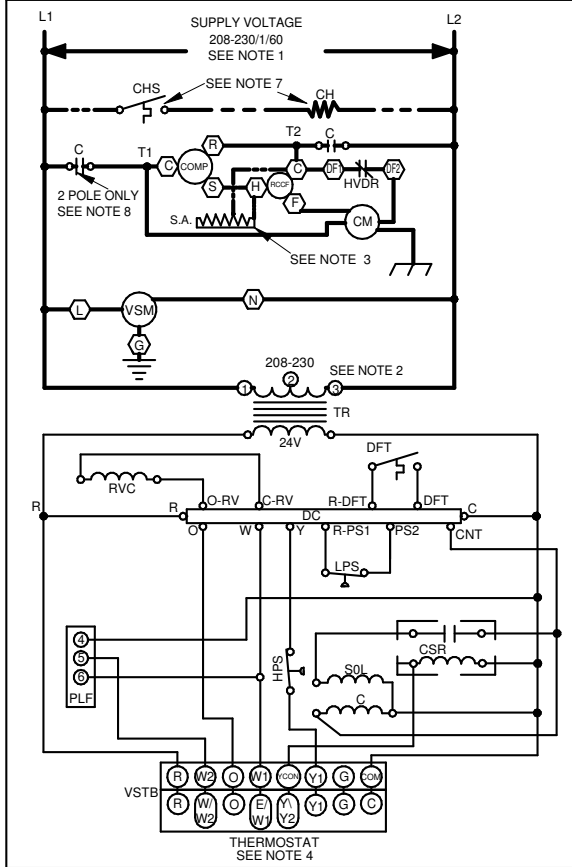 L1
SUPPLY VOLTAGE
L2
208-230/1/60
SEE NOTE 1
CHS
SEE NOTE 7
CH
R
T2
C
C
T1
C
COMP
C
DF1
DF2
HVDR
S
H
RCCF
2 POLE ONLY
SEE NOTE 8
F
S.A.
CM
SEE NOTE 3
L
VSM
N
G
208-230
SEE NOTE 2
1
2
3
TR
24V
DFT
RVC
R
R
O-RV
C-RV
R-DFT
DFT
C
DC
O
W
Y
R-PS1
PS2
CNT
LPS
4
5
6
PLF
HPS
S0L
CSR
C
R
W2
O
W1
YCON
Y1
G
COM
VSTB
R
W/
W2
O
E/
W1
Y\
Y2
Y1
G
C
THERMOSTAT
SEE NOTE 4